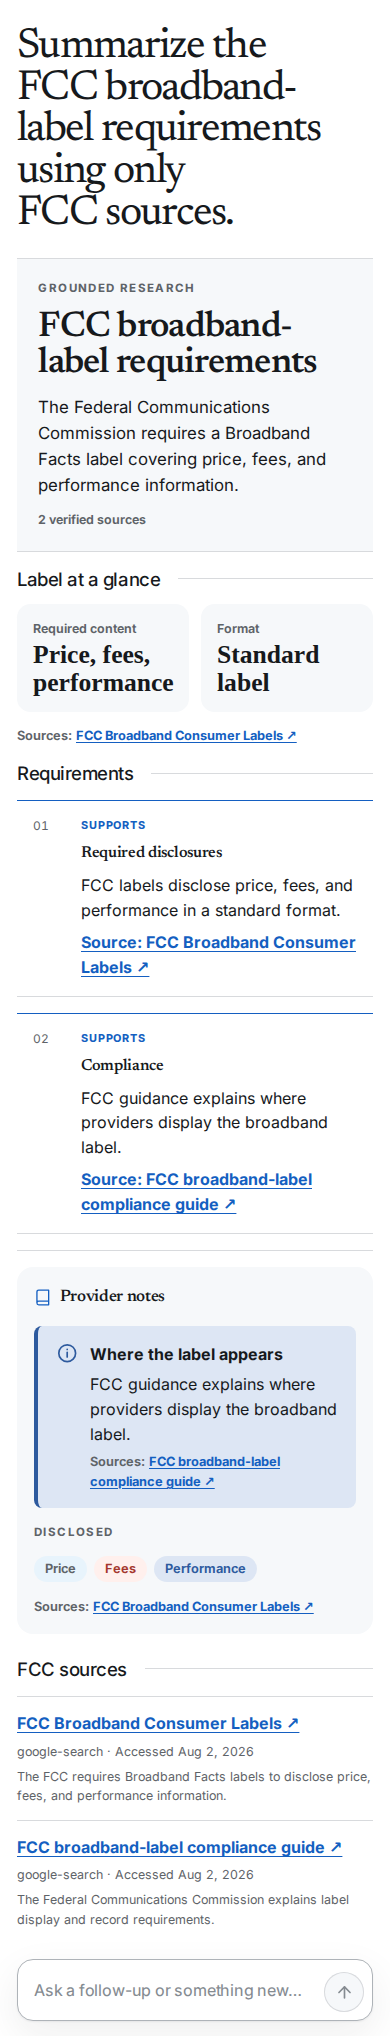 Summarize the
FCC broadband-
label requirements
using only
FCC sources.
GROUNDED RESEARCH
FCC broadband-
label requirements
The Federal Communications
Commission requires a Broadband
Facts label covering price, fees, and
performance information.
2 verified sources
Label at a glance
Required content
Price, fees,
performance
Format
Standard
label
Sources: FCC Broadband Consumer Labels ↗
Requirements
01
SUPPORTS
Required disclosures
FCC labels disclose price, fees, and
performance in a standard format.
Source: FCC Broadband Consumer
Labels ↗
02
SUPPORTS
Compliance
FCC guidance explains where
providers display the broadband
label.
Source: FCC broadband-label
compliance guide ↗
Provider notes
Where the label appears
FCC guidance explains where
providers display the broadband
label.
Sources: FCC broadband-label
compliance guide ↗
DISCLOSED
Price Fees Performance
Sources: FCC Broadband Consumer Labels ↗
FCC sources
FCC Broadband Consumer Labels ↗
google-search · Accessed Aug 2, 2026
The FCC requires Broadband Facts labels to disclose price,
fees, and performance information.
FCC broadband-label compliance guide ↗
google-search · Accessed Aug 2, 2026
The Federal Communications Commission explains label
display and record requirements.
Ask a follow-up or something new...